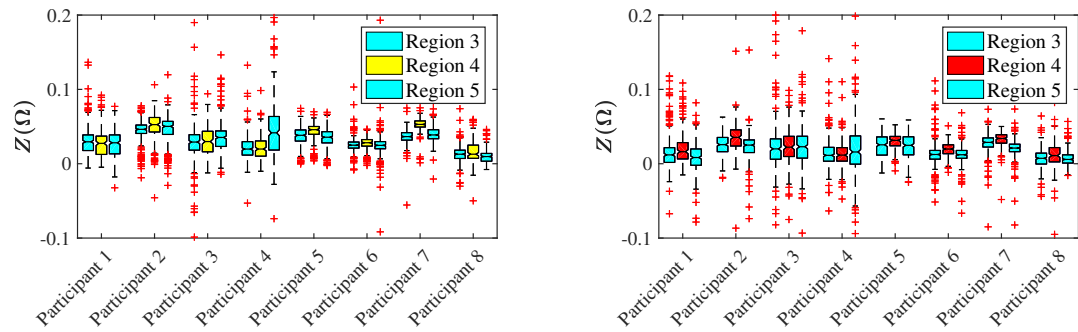 0.2
0.1
0
-0.1
Z(Ω)
Region 3
Region 4
Region 5
Participant 1
Participant 2
Participant 3
Participant 4
Participant 5
Participant 6
Participant 7
Participant 8
0.2
0.1
0
-0.1
Z(Ω)
Region 3
Region 4
Region 5
Participant 1
Participant 2
Participant 3
Participant 4
Participant 5
Participant 6
Participant 7
Participant 8